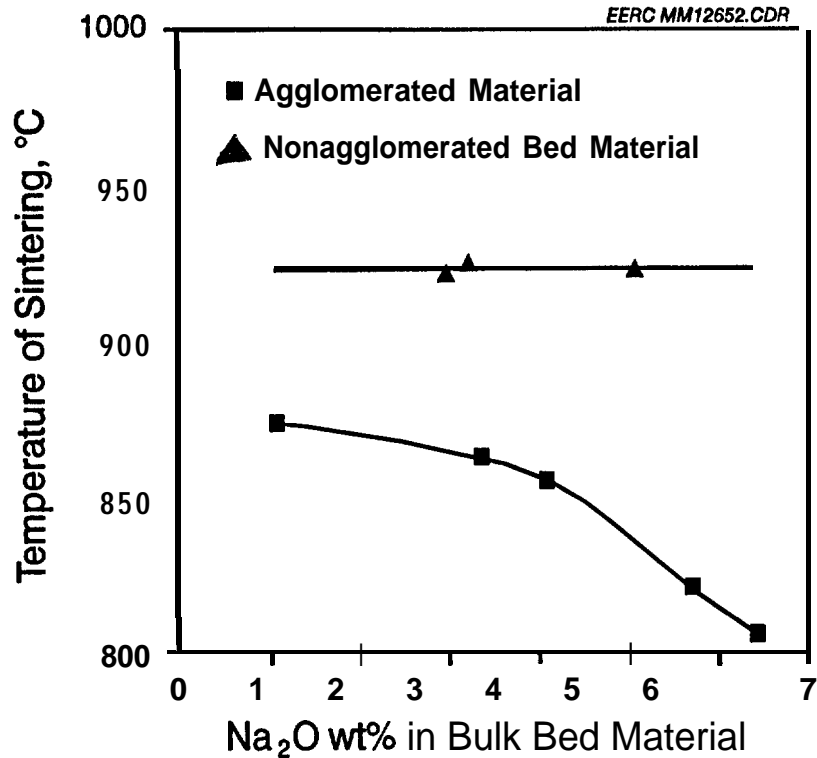 EERC MM12652.CDR
1000
Agglomerated Material
Nonagglomerated Bed Material
950
900
850
800
Temperature of Sintering, °C
0 1 2 3 4 5 6 7
Na₂O wt% in Bulk Bed Material